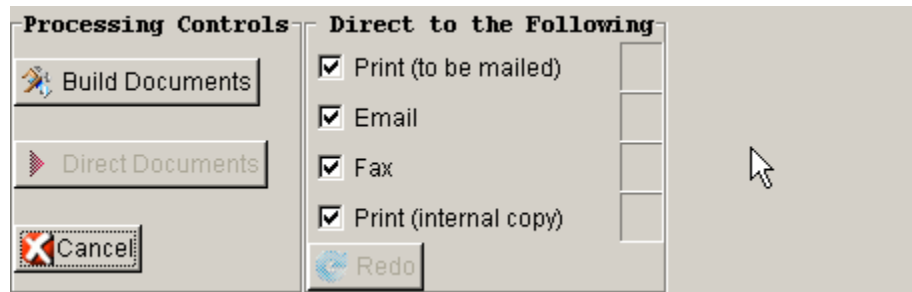 Processing Controls
Build Documents
Direct Documents
Cancel
Direct to the Following
Print (to be mailed)
Email
Fax
Print (internal copy)
Redo